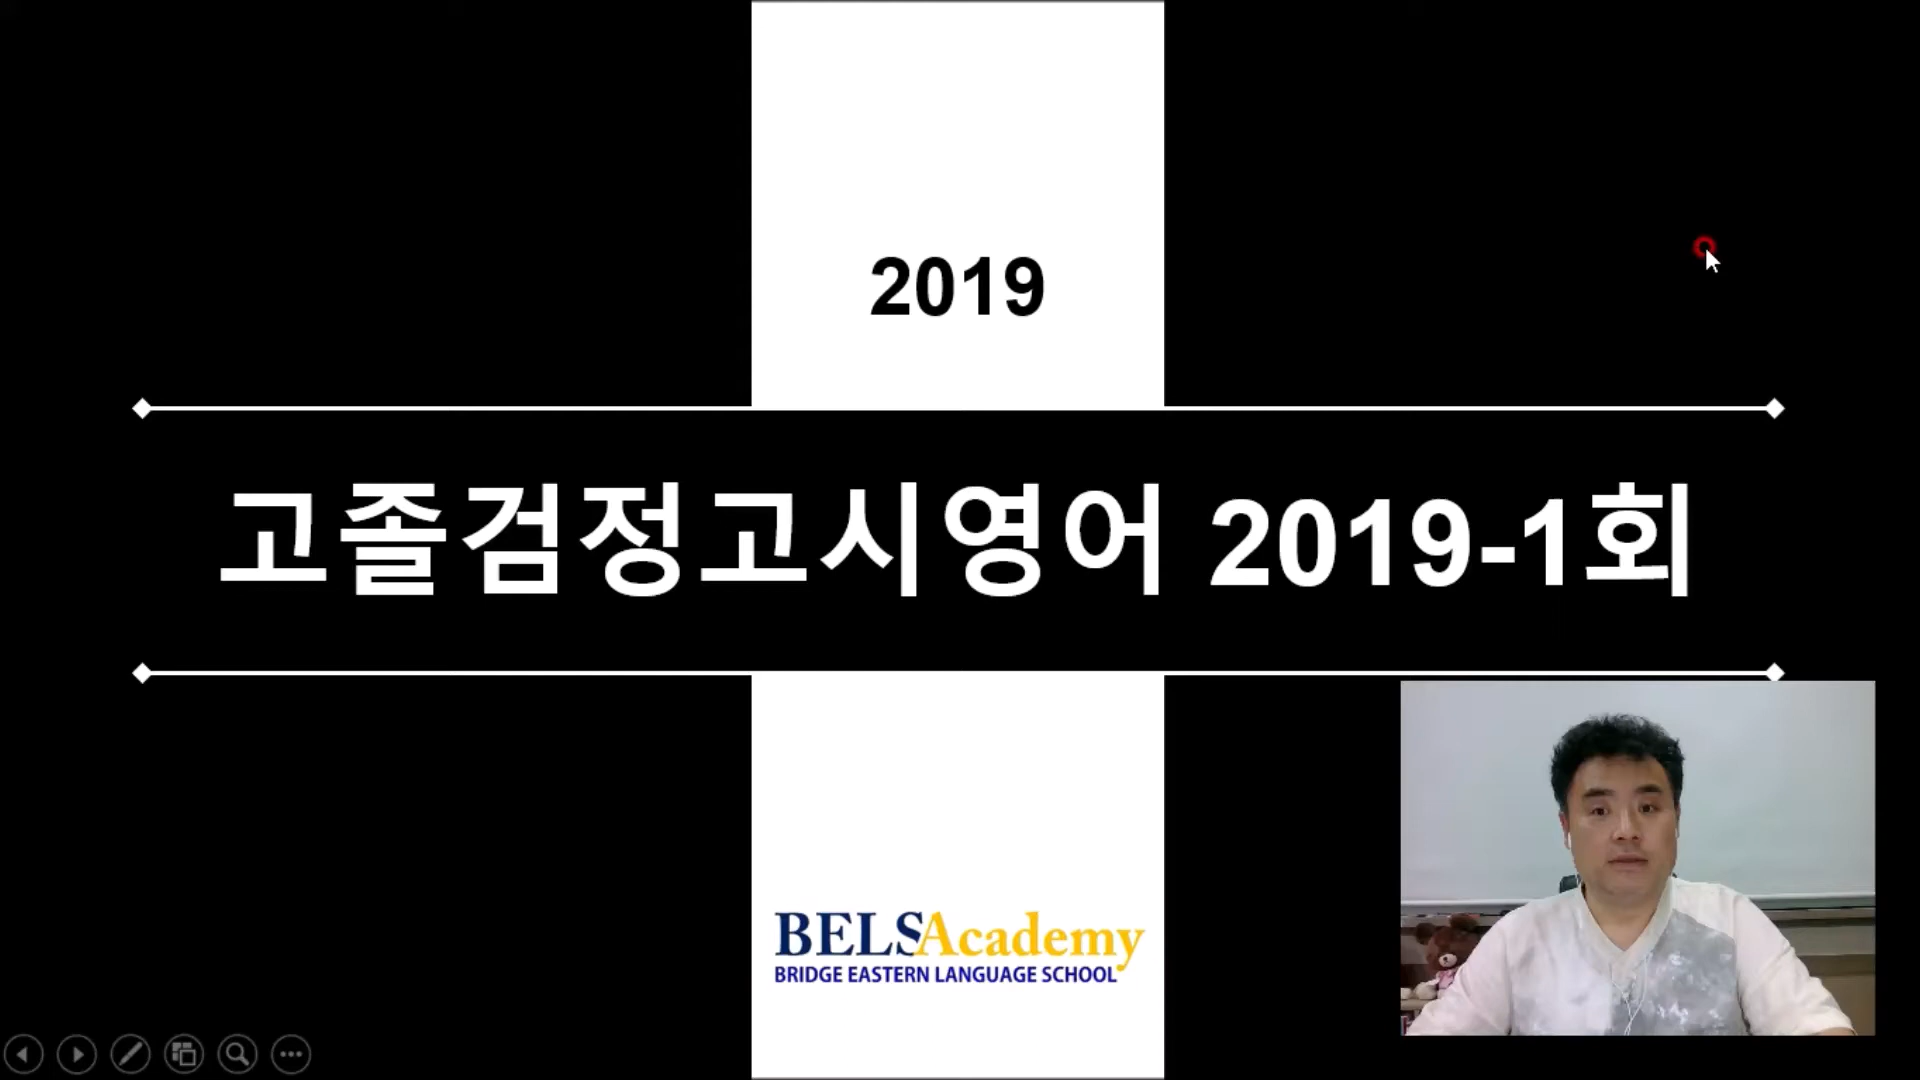 2019
고졸검정고시영어 2019-1회
BELSAcademy
BRIDGE EASTERN LANGUAGE SCHOOL